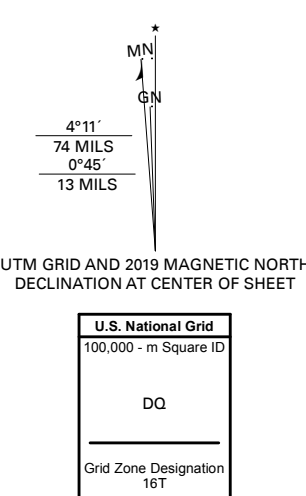 ★
MN
GN
4°11´
74 MILS
0°45´
13 MILS
UTM GRID AND 2019 MAGNETIC NORTH
DECLINATION AT CENTER OF SHEET
U.S. National Grid
100,000 - m Square ID
DQ
Grid Zone Designation
16T